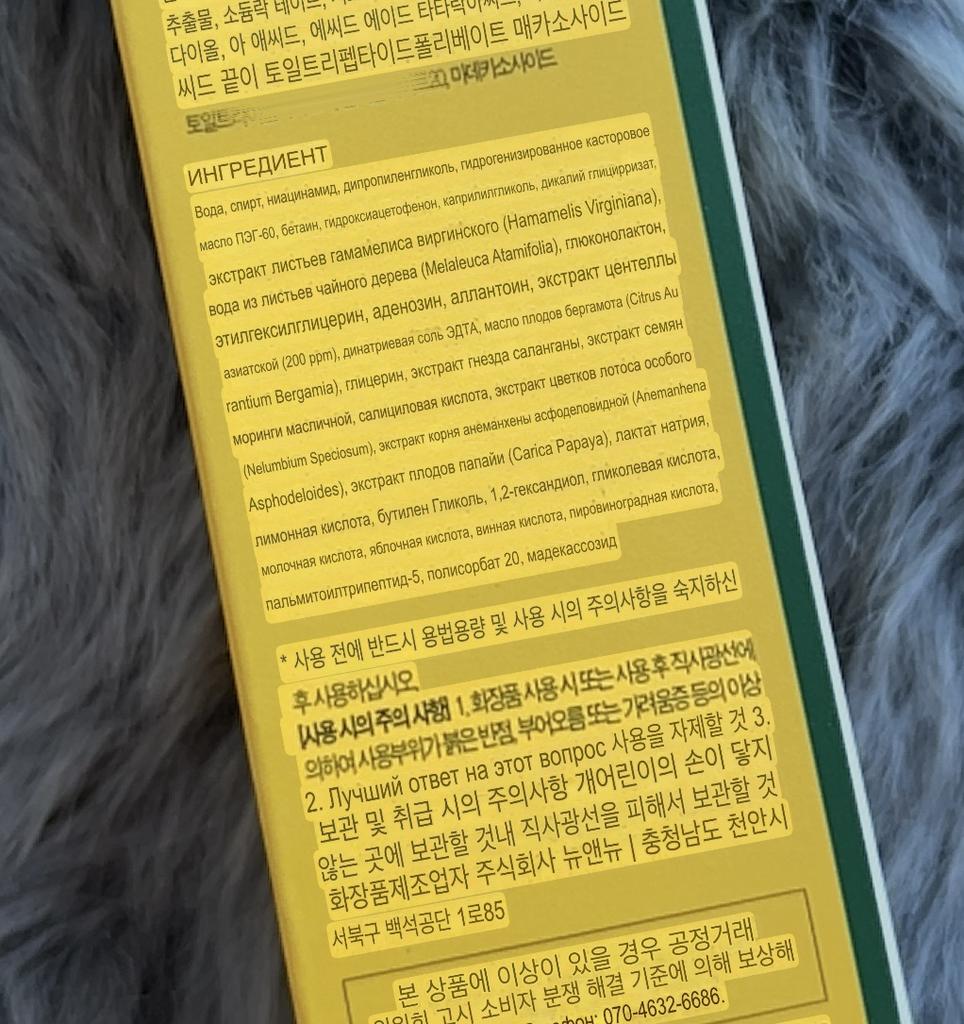 추출물, 소듐락 테이트,
다이올, 아 애씨드, 에씨드 에이드 타타릭아씨드,
씨드 끝이 토일트리펩타이드폴리베이트 매카소사이드
토일트
ИНГРЕДИЕНТ
Вода, спирт, ниацинамид, дипропиленгликоль, гидрогенизированное касторовое
масло ПЭГ-60, бетаин, гидроксиацетофенон, каприлилгликоль, дикалий глицирризат,
экстракт листьев гамамелиса виргинского (Hamamelis Virginiana),
вода из листьев чайного дерева (Melaleuca Atamifolia), глюконолактон,
этилгексилглицерин, аденозин, аллантоин, экстракт центеллы
азиатской (200 ppm), динатриевая соль ЭДТА, масло плодов бергамота (Citrus Au
rantium Bergamia), глицерин, экстракт гнезда саланганы, экстракт семян
моринги масличной, салициловая кислота, экстракт цветков лотоса особого
(Nelumbium Speciosum), экстракт корня анеманхены асфоделовидной (Anemanhena
Asphodeloides), экстракт плодов папайи (Carica Papaya), лактат натрия,
лимонная кислота, бутилен Гликоль, 1,2-гександиол, гликолевая кислота,
молочная кислота, яблочная кислота, винная кислота, пировиноградная кислота,
пальмитоилтрипептид-5, полисорбат 20, мадекассозид
* 사용 전에 반드시 용법용량 및 사용 시의 주의사항을 숙지하신
후 사용하십시오.
[사용 시의 주의 사항] 1. 화장품 사용 시 또는 사용 후 직사광선에
의하여 사용부위가 붉은 반점, 부어오름 또는 가려움증 등의 이상
2. Лучший ответ на этот вопрос 사용을 자제할 것 3.
보관 및 취급 시의 주의사항 개어린이의 손이 닿지
않는 곳에 보관할 것내 직사광선을 피해서 보관할 것
화장품제조업자 주식회사 뉴앤뉴 | 충청남도 천안시
서북구 백석공단 1로85
본 상품에 이상이 있을 경우 공정거래
위원회 고시 소비자 분쟁 해결 기준에 의해 보상해
070-4632-6686.